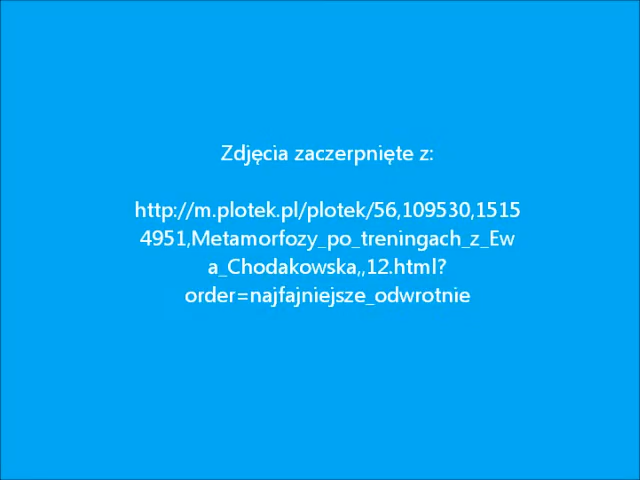 Zdjęcia zaczerpnięte z:
http://m.plotek.pl/plotek/56,109530,1515
4951,Metamorfozy_po_treningach_z_Ew
a_Chodakowska,,12.html?
order=najfajniejsze_odwrotnie